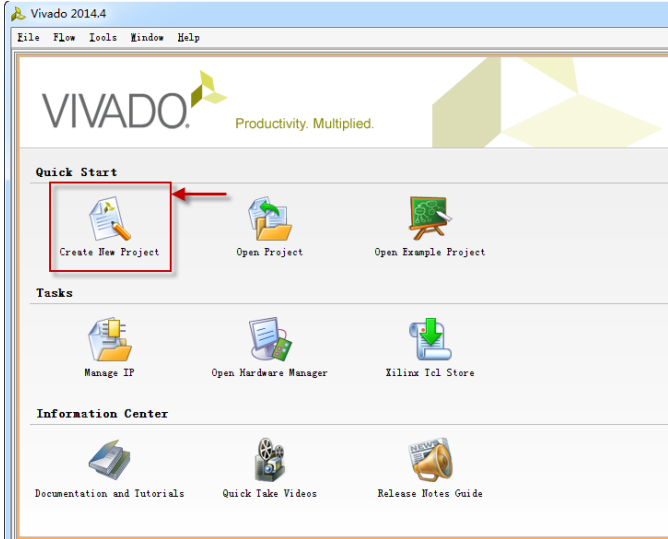 Vivado 2014.4
File Flow Tools Window Help
VIVADO. Productivity. Multiplied.
Quick Start
Create New Project Open Project Open Example Project
Tasks
Manage IP Open Hardware Manager Xilinx Tcl Store
Information Center
NEWS
Documentation and Tutorials Quick Take Videos Release Notes Guide